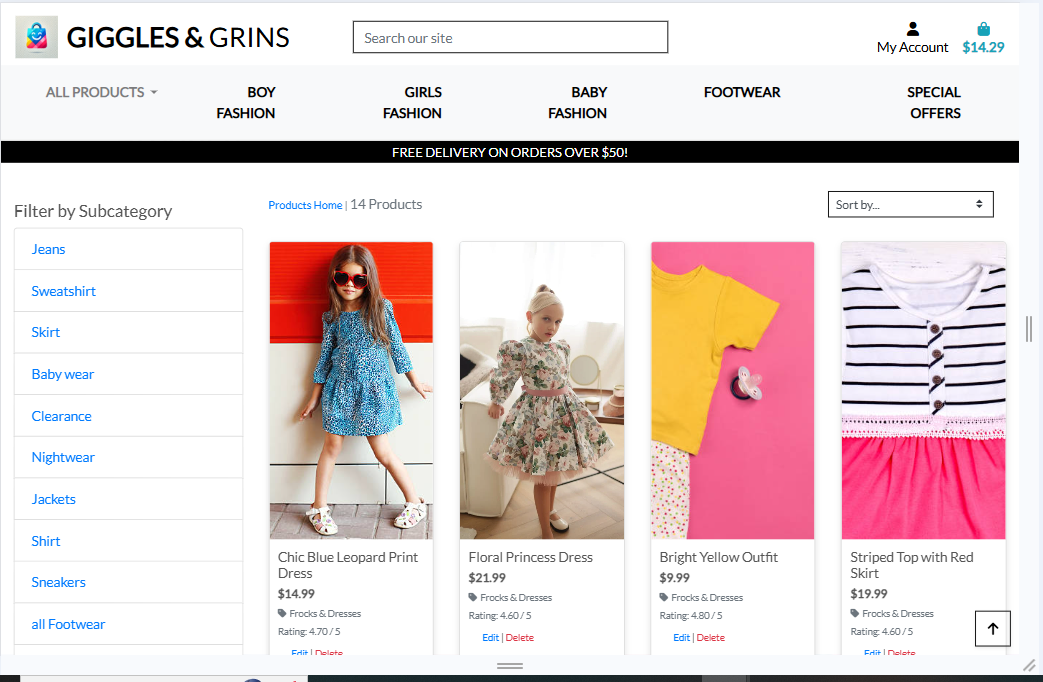 GIGGLES & GRINS
Search our site
My Account
$14.29
ALL PRODUCTS
BOY
FASHION
GIRLS
FASHION
BABY
FASHION
FOOTWEAR
SPECIAL
OFFERS
FREE DELIVERY ON ORDERS OVER $50!
Filter by Subcategory
Jeans
Sweatshirt
Skirt
Baby wear
Clearance
Nightwear
Jackets
Shirt
Sneakers
all Footwear
Products Home | 14 Products
Sort by...
Chic Blue Leopard Print
Dress
$14.99
Frocks & Dresses
Rating: 4.70 / 5
Edit | Delete
Floral Princess Dress
$21.99
Frocks & Dresses
Rating: 4.60 / 5
Edit | Delete
Bright Yellow Outfit
$9.99
Frocks & Dresses
Rating: 4.80 / 5
Edit | Delete
Striped Top with Red
Skirt
$19.99
Frocks & Dresses
Rating: 4.60 / 5
Edit | Delete